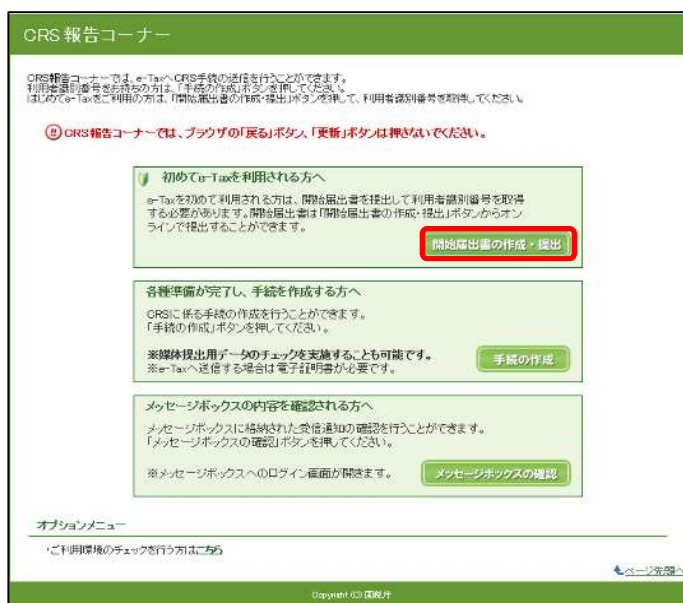 CRS報告コーナー
CRS報告コーナーでは、e-TaxへCRS手続の送信を行うことができます。
利用者識別番号をお持ちの方は、「手続の作成」ボタンを押してください。
はじめてe-Taxをご利用の方は、「開始届出書の作成・提出」ボタンを押して、利用者識別番号を取得してください。
CRS報告コーナーでは、ブラウザの「戻る」ボタン、「更新」ボタンは押さないでください。
初めてe-Taxを利用される方へ
e-Taxを初めて利用される方は、開始届出書を提出して利用者識別番号を取得
する必要があります。開始届出書は「開始届出書の作成・提出」ボタンからオン
ラインで提出することができます。
開始届出書の作成・提出
各種準備が完了し、手続を作成する方へ
CRSに係る手続の作成を行うことができます。
「手続の作成」ボタンを押してください。
※媒体提出用データのチェックを実施することも可能です。
※e-Taxへ送信する場合は電子証明書が必要です。
手続の作成
メッセージボックスの内容を確認される方へ
メッセージボックスに格納された受信通知の確認を行うことができます。
「メッセージボックスの確認」ボタンを押してください。
※メッセージボックスへのログイン画面が開きます。
メッセージボックスの確認
オプションメニュー
・ご利用環境のチェックを行う方はこちら
ページ先頭へ
Copyright (C) 国税庁